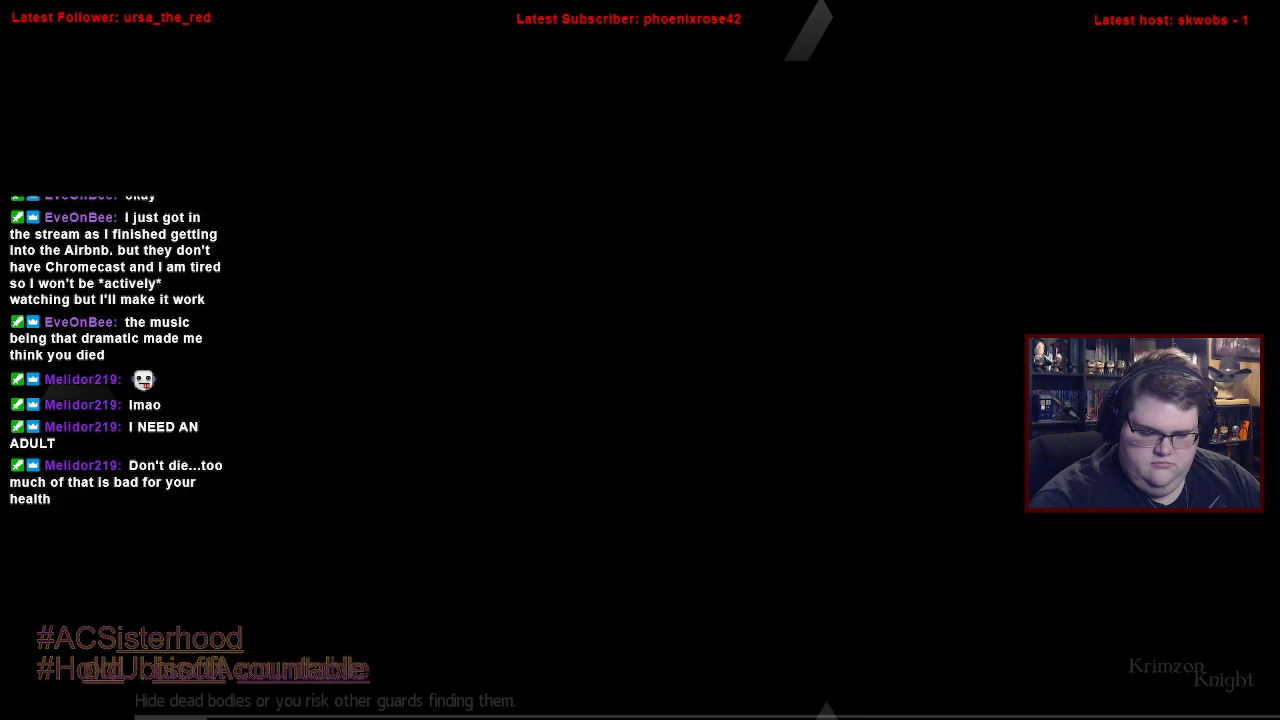 Latest Follower: ursa_the_red
Latest Subscriber: phoenixrose42
Latest host: skwobs - 1
EveOnBee: okay
EveOnBee: I just got in
the stream as I finished getting
into the Airbnb. but they don't
have Chromecast and I am tired
so I won't be *actively*
watching but I'll make it work
EveOnBee: the music
being that dramatic made me
think you died
Melidor219:
Melidor219: lmao
Melidor219: I NEED AN
ADULT
Melidor219: Don't die...too
much of that is bad for your
health
#ACSisterhood
#HoldUbisoftAccountable
Krimzon
Knight
Hide dead bodies or you risk other guards finding them.